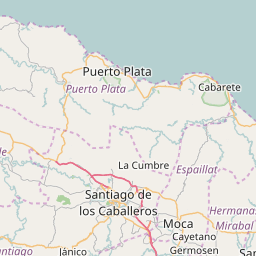 Puerto Plata
Puerto Plata
Cabarete
La Cumbre
Espaillat
Santiago de
los Caballeros
Hermanas
Mirabal
Moca
Cayetano
Germosen
Jánico